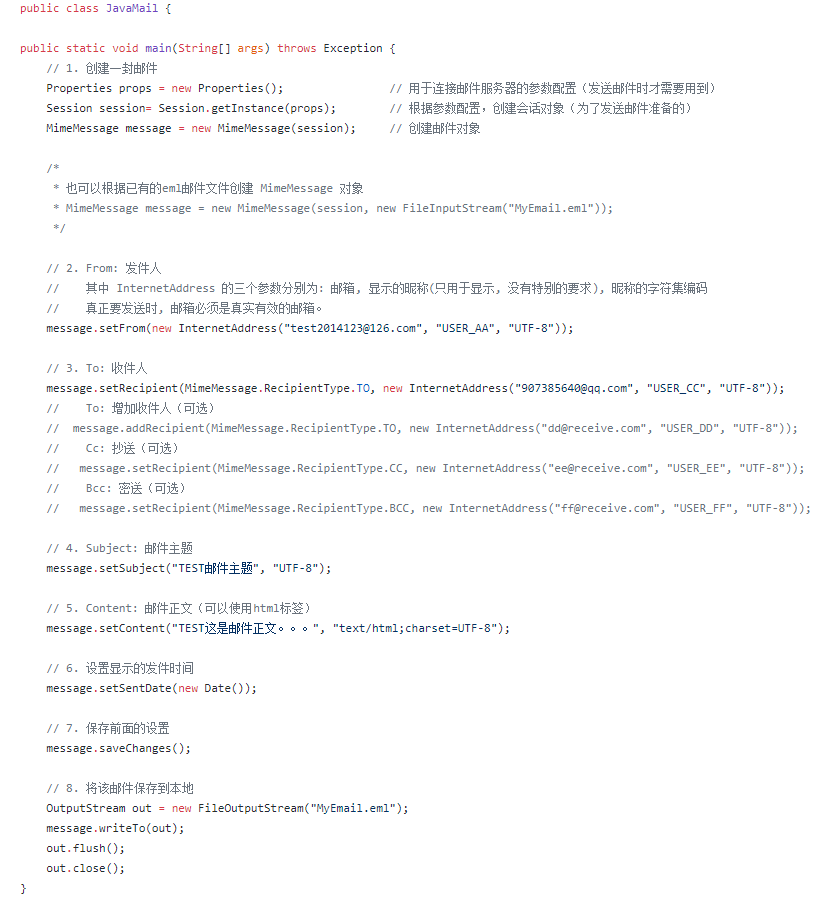 public class JavaMail {
public static void main(String[] args) throws Exception {
// 1. 创建一封邮件
Properties props = new Properties(); // 用于连接邮件服务器的参数配置（发送邮件时才需要用到）
Session session= Session.getInstance(props); // 根据参数配置，创建会话对象（为了发送邮件准备的）
MimeMessage message = new MimeMessage(session); // 创建邮件对象
/*
* 也可以根据已有的eml邮件文件创建 MimeMessage 对象
* MimeMessage message = new MimeMessage(session, new FileInputStream("MyEmail.eml"));
*/
// 2. From: 发件人
// 其中 InternetAddress 的三个参数分别为: 邮箱, 显示的昵称(只用于显示, 没有特别的要求), 昵称的字符集编码
// 真正要发送时, 邮箱必须是真实有效的邮箱。
message.setFrom(new InternetAddress("test2014123@126.com", "USER_AA", "UTF-8"));
// 3. To: 收件人
message.setRecipient(MimeMessage.RecipientType.TO, new InternetAddress("907385640@qq.com", "USER_CC", "UTF-8"));
// To: 增加收件人（可选）
// message.addRecipient(MimeMessage.RecipientType.TO, new InternetAddress("dd@receive.com", "USER_DD", "UTF-8"));
// Cc: 抄送（可选）
// message.setRecipient(MimeMessage.RecipientType.CC, new InternetAddress("ee@receive.com", "USER_EE", "UTF-8"));
// Bcc: 密送（可选）
// message.setRecipient(MimeMessage.RecipientType.BCC, new InternetAddress("ff@receive.com", "USER_FF", "UTF-8"));
// 4. Subject: 邮件主题
message.setSubject("TEST邮件主题", "UTF-8");
// 5. Content: 邮件正文（可以使用html标签）
message.setContent("TEST这是邮件正文。。。", "text/html;charset=UTF-8");
// 6. 设置显示的发件时间
message.setSentDate(new Date());
// 7. 保存前面的设置
message.saveChanges();
// 8. 将该邮件保存到本地
OutputStream out = new FileOutputStream("MyEmail.eml");
message.writeTo(out);
out.flush();
out.close();
}